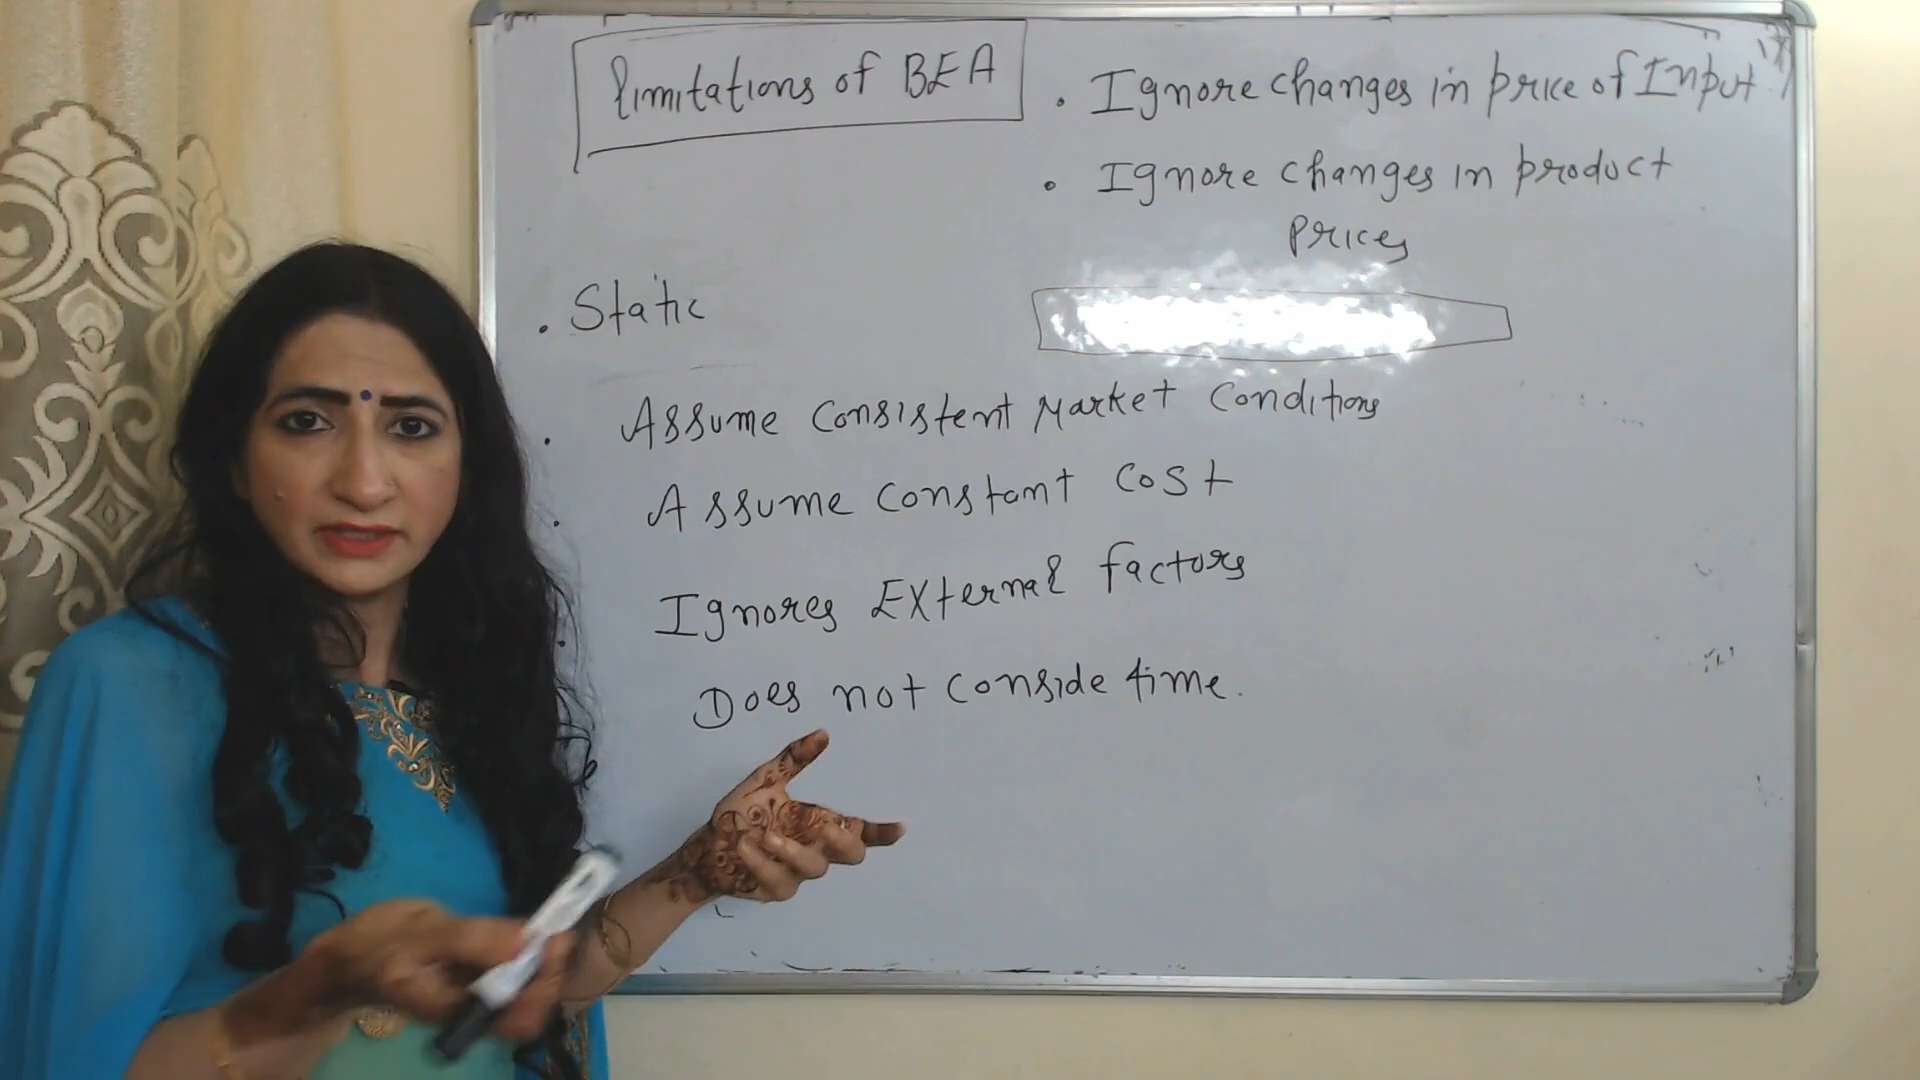 Limitations of BEA
. Ignore changes in price of Input
. Ignore changes in product
prices
. Static
. Assume Consistent Market Conditions
. Assume Constant Cost
. Ignores External factors
Does not conside time.